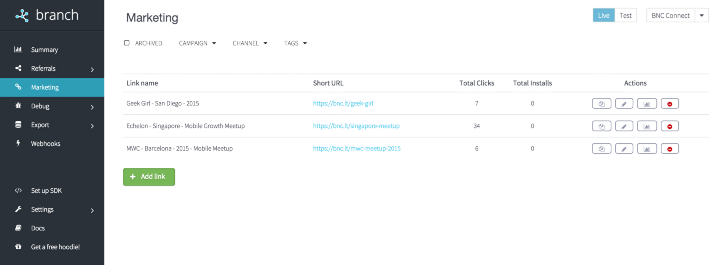 branch
Summary
Referrals
Marketing
Debug
Export
Webhooks
Set up SDK
Settings
Docs
Get a free hoodie!
Marketing
Live Test BNC Connect
ARCHIVED CAMPAIGN CHANNEL TAGS
Link name Short URL Total Clicks Total Installs Actions
Geek Girl - San Diego - 2015 https://bnc.lt/geek-girl 7 0
Echelon - Singapore - Mobile Growth Meetup https://bnc.lt/singapore-meetup 34 0
MWC - Barcelona - 2015 - Mobile Meetup https://bnc.lt/mwc-meetup-2015 6 0
+ Add link